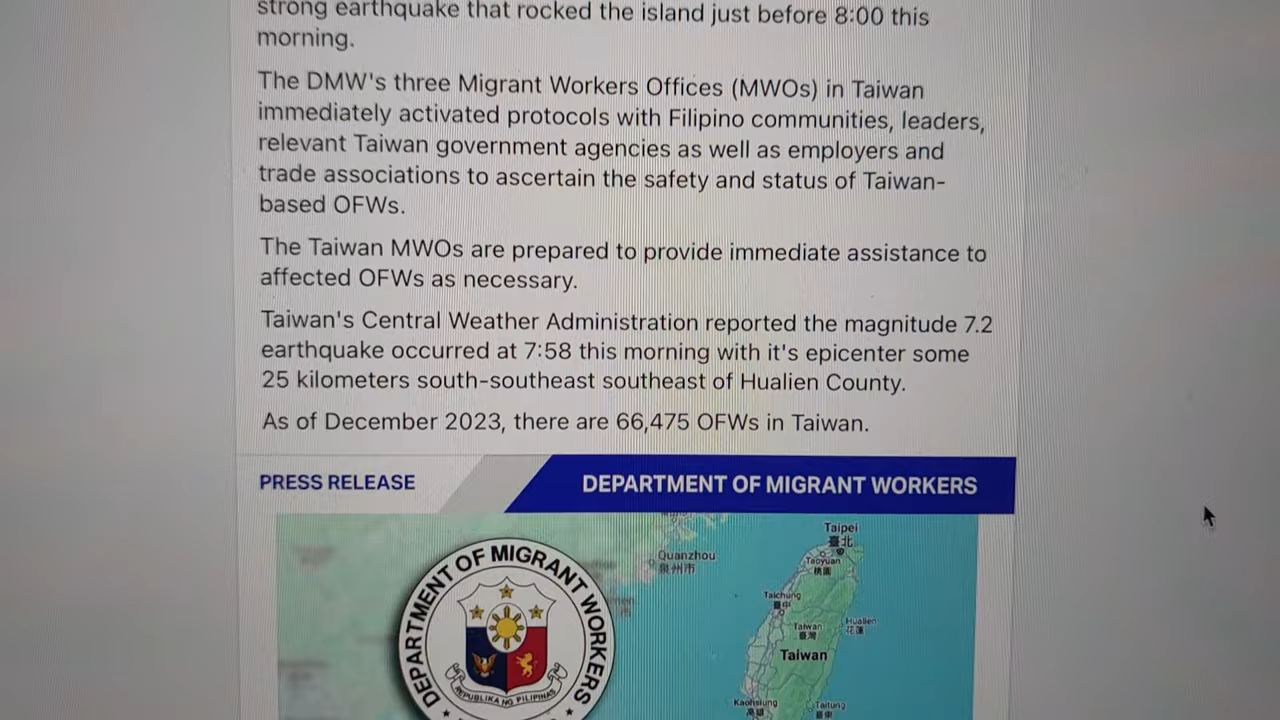 strong earthquake that rocked the island just before 8:00 this
morning.
The DMW's three Migrant Workers Offices (MWOs) in Taiwan
immediately activated protocols with Filipino communities, leaders,
relevant Taiwan government agencies as well as employers and
trade associations to ascertain the safety and status of Taiwan-
based OFWs.
The Taiwan MWOs are prepared to provide immediate assistance to
affected OFWs as necessary.
Taiwan's Central Weather Administration reported the magnitude 7.2
earthquake occurred at 7:58 this morning with it's epicenter some
25 kilometers south-southeast southeast of Hualien County.
As of December 2023, there are 66,475 OFWs in Taiwan.
PRESS RELEASE
DEPARTMENT OF MIGRANT WORKERS
DEPARTMENT OF MIGRANT WORKERS
REPUBLIKA NG PILIPINAS
Quanzhou
泉州市
Taipei
臺北
Taoyuan
桃園
Taichung
臺中
Hualien
花蓮
Taiwan
臺灣
Taiwan
Kaohsiung
高雄
Taitung
臺東